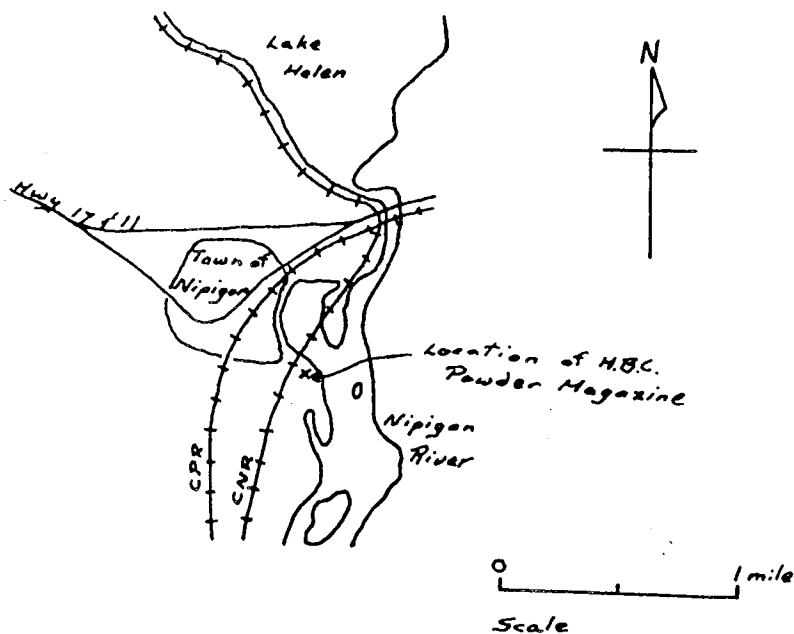 Lake
Helen
N
Hwy 17 & 11
Town of
Nipigon
Location of H.B.C.
Powder Magazine
Nipigon
River
CPR
CNR
0 1 mile
Scale